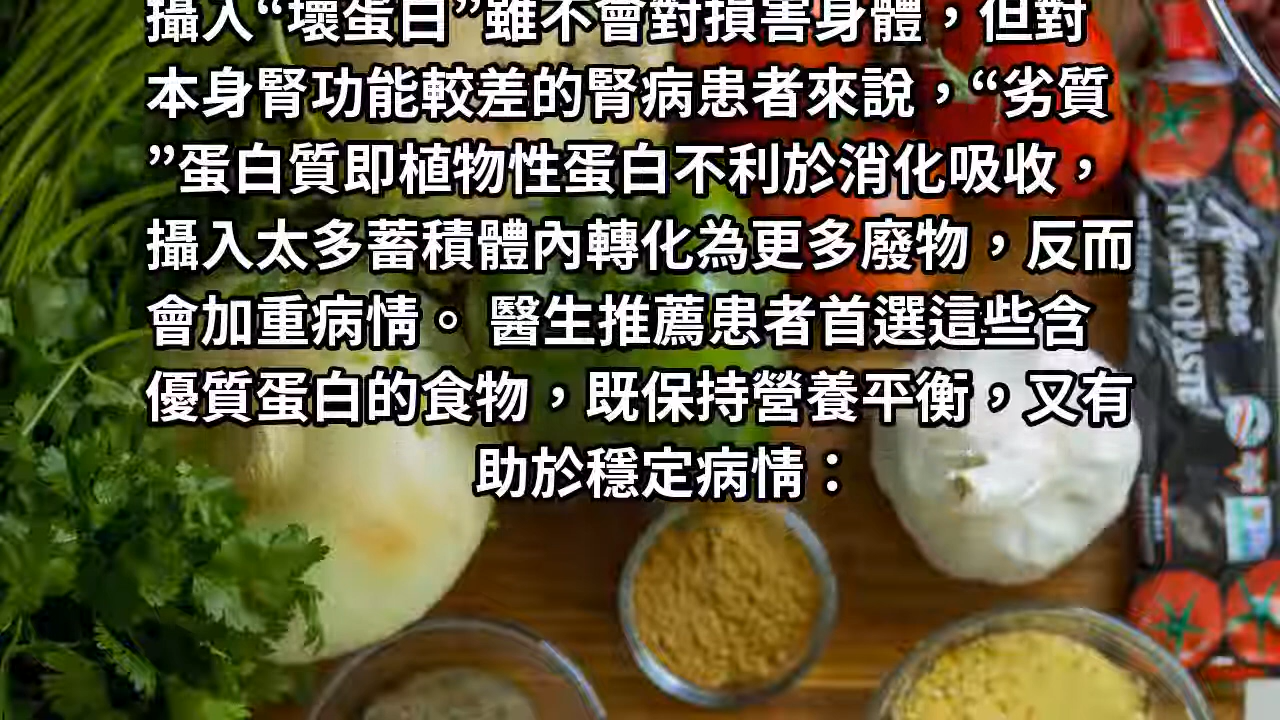 攝入“壞蛋白”雖不會對損害身體，但對
本身腎功能較差的腎病患者來說，“劣質
”蛋白質即植物性蛋白不利於消化吸收，
攝入太多蓄積體內轉化為更多廢物，反而
會加重病情。 醫生推薦患者首選這些含
優質蛋白的食物，既保持營養平衡，又有
助於穩定病情：
Amore
TOMATO PASTE